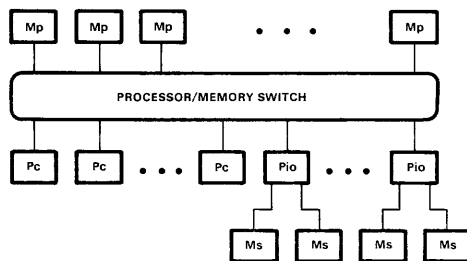 Mp Mp Mp • • • Mp
PROCESSOR/MEMORY SWITCH
Pc Pc • • • Pc Pio • • • Pio
Ms Ms Ms Ms